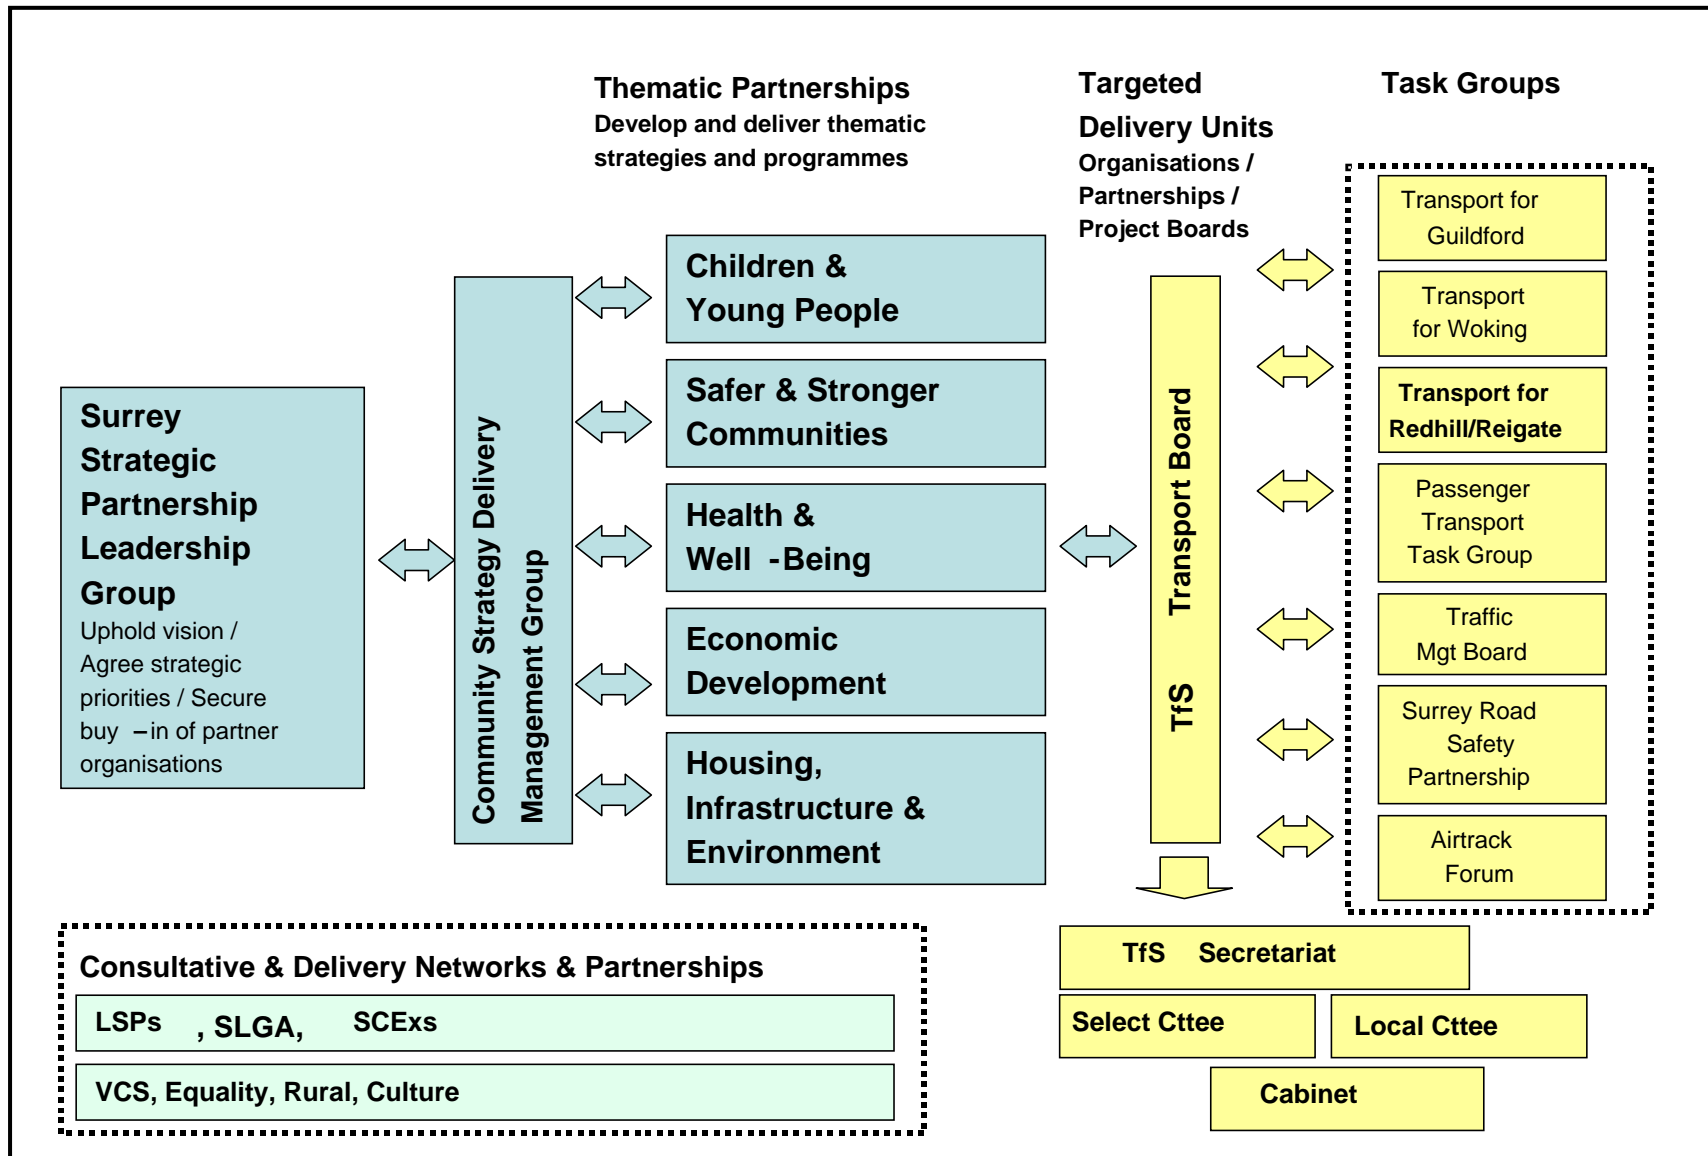 Thematic Partnerships
Develop and deliver thematic
strategies and programmes
Targeted
Delivery Units
Organisations /
Partnerships /
Project Boards
Task Groups
Surrey
Strategic
Partnership
Leadership
Group
Uphold vision /
Agree strategic
priorities / Secure
buy –in of partner
organisations
Community Strategy Delivery
Management Group
Children &
Young People
Safer & Stronger
Communities
Health &
Well -Being
Economic
Development
Housing,
Infrastructure &
Environment
TfS Transport Board
Transport for
Guildford
Transport
for Woking
Transport for
Redhill/Reigate
Passenger
Transport
Task Group
Traffic
Mgt Board
Surrey Road
Safety
Partnership
Airtrack
Forum
TfS Secretariat
Select Cttee
Local Cttee
Cabinet
Consultative & Delivery Networks & Partnerships
LSPs , SLGA, SCExs
VCS, Equality, Rural, Culture